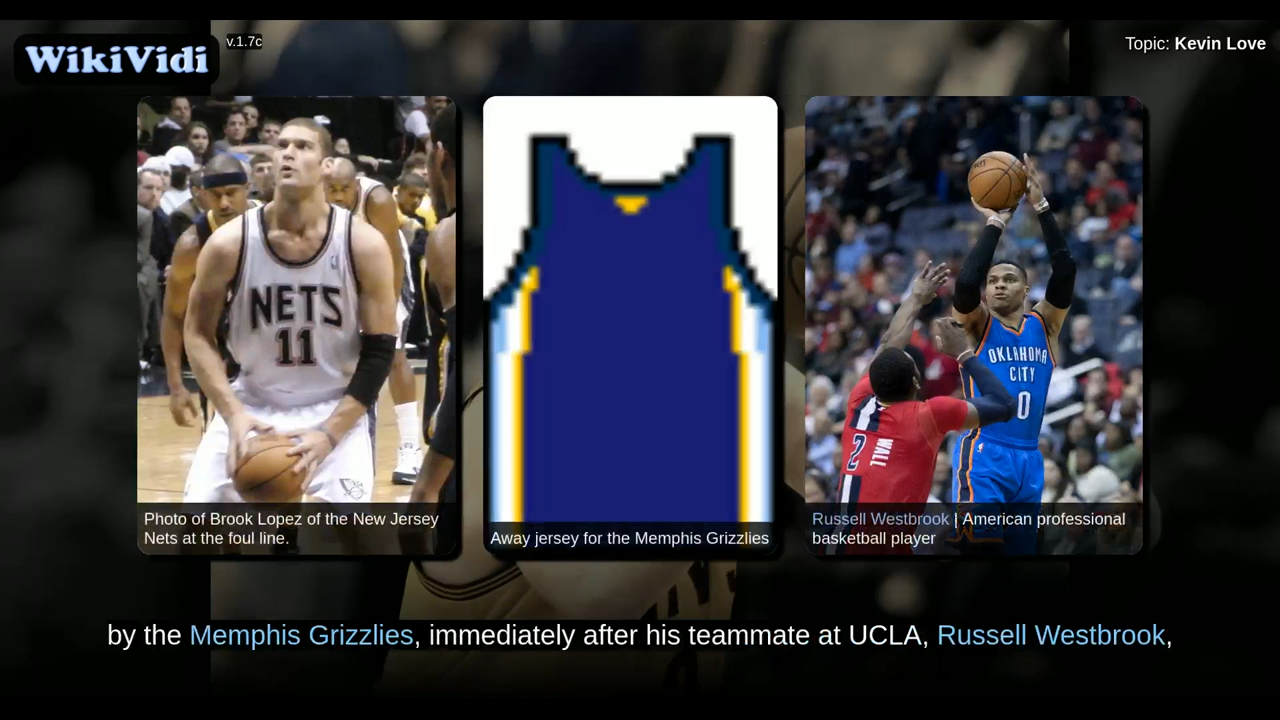 WikiVidi
v.1.7c
Topic: Kevin Love
NETS
11
OKLAHOMA
CITY
0
2
WALL
Photo of Brook Lopez of the New Jersey
Nets at the foul line.
Away jersey for the Memphis Grizzlies
Russell Westbrook | American professional
basketball player
by the Memphis Grizzlies, immediately after his teammate at UCLA, Russell Westbrook,